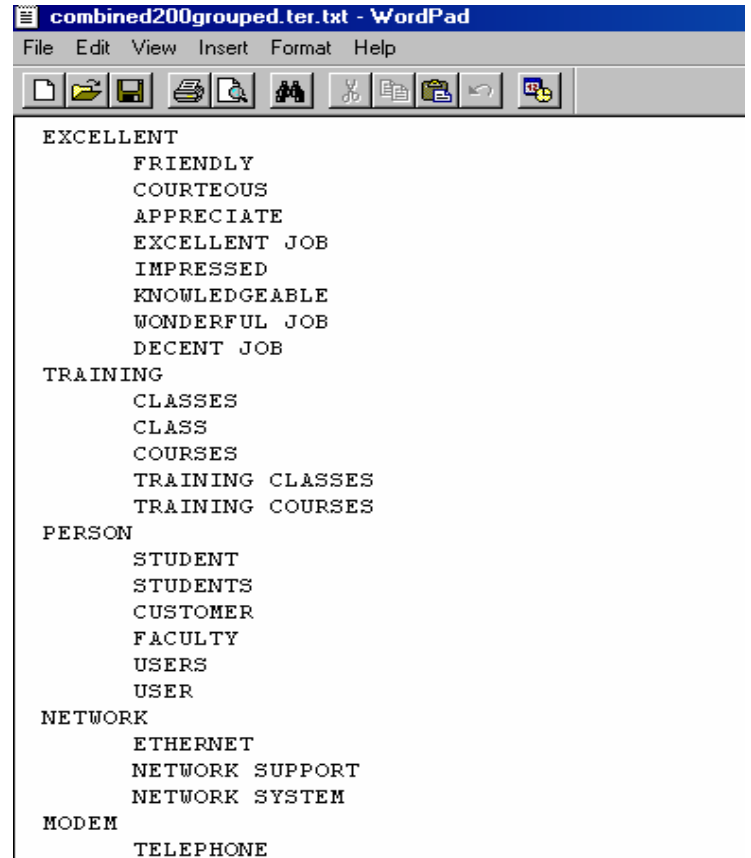 combined200grouped.ter.txt - WordPad
File Edit View Insert Format Help
EXCELLENT
FRIENDLY
COURTEOUS
APPRECIATE
EXCELLENT JOB
IMPRESSED
KNOWLEDGEABLE
WONDERFUL JOB
DECENT JOB
TRAINING
CLASSES
CLASS
COURSES
TRAINING CLASSES
TRAINING COURSES
PERSON
STUDENT
STUDENTS
CUSTOMER
FACULTY
USERS
USER
NETWORK
ETHERNET
NETWORK SUPPORT
NETWORK SYSTEM
MODEM
TELEPHONE